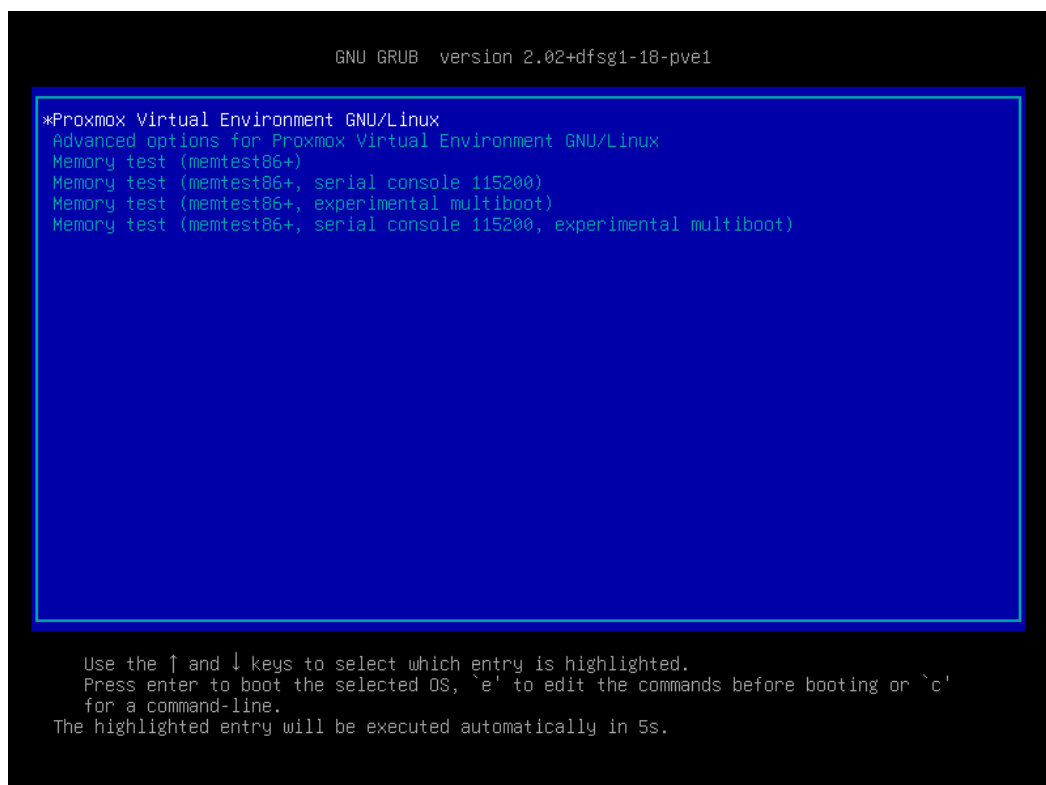 GNU GRUB  version 2.02+dfsg1-18-pve1
*Proxmox Virtual Environment GNU/Linux
Advanced options for Proxmox Virtual Environment GNU/Linux
Memory test (memtest86+)
Memory test (memtest86+, serial console 115200)
Memory test (memtest86+, experimental multiboot)
Memory test (memtest86+, serial console 115200, experimental multiboot)
Use the ↑ and ↓ keys to select which entry is highlighted.
Press enter to boot the selected OS, `e' to edit the commands before booting or `c'
for a command-line.
The highlighted entry will be executed automatically in 5s.